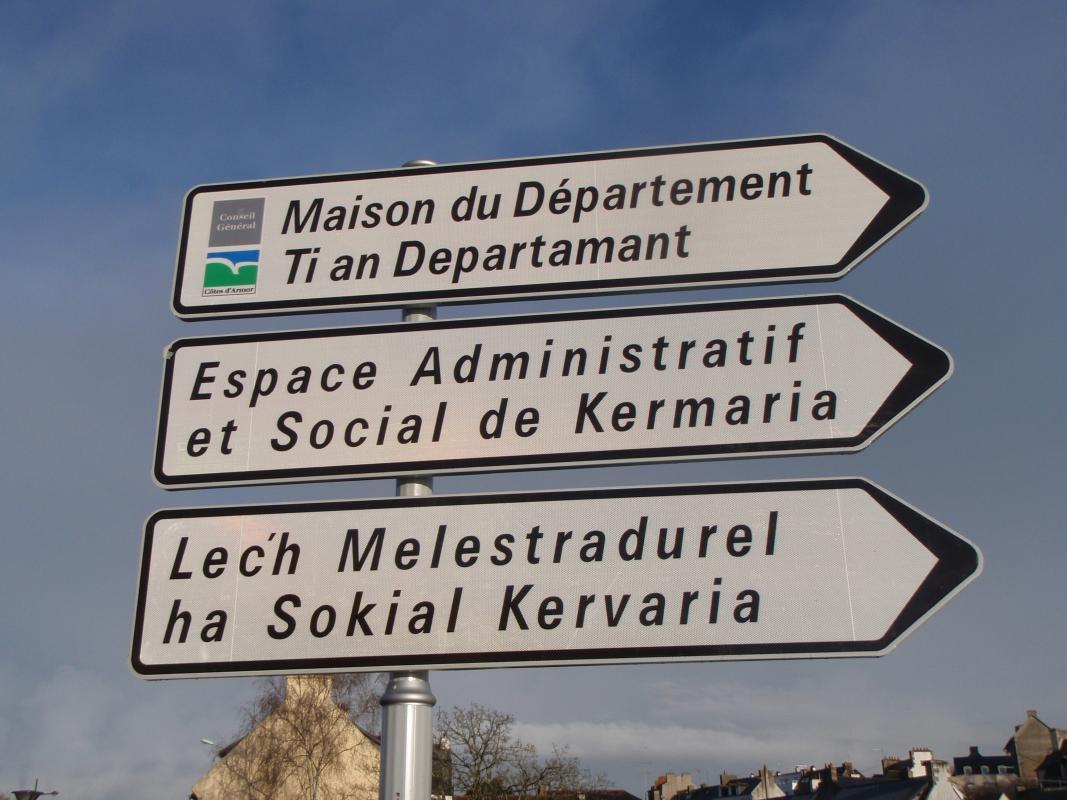 Conseil
Général
Côtes d'Armor
Maison du Département
Ti an Departamant
Espace Administratif
et Social de Kermaria
Lec'h Melestradurel
ha Sokial Kervaria